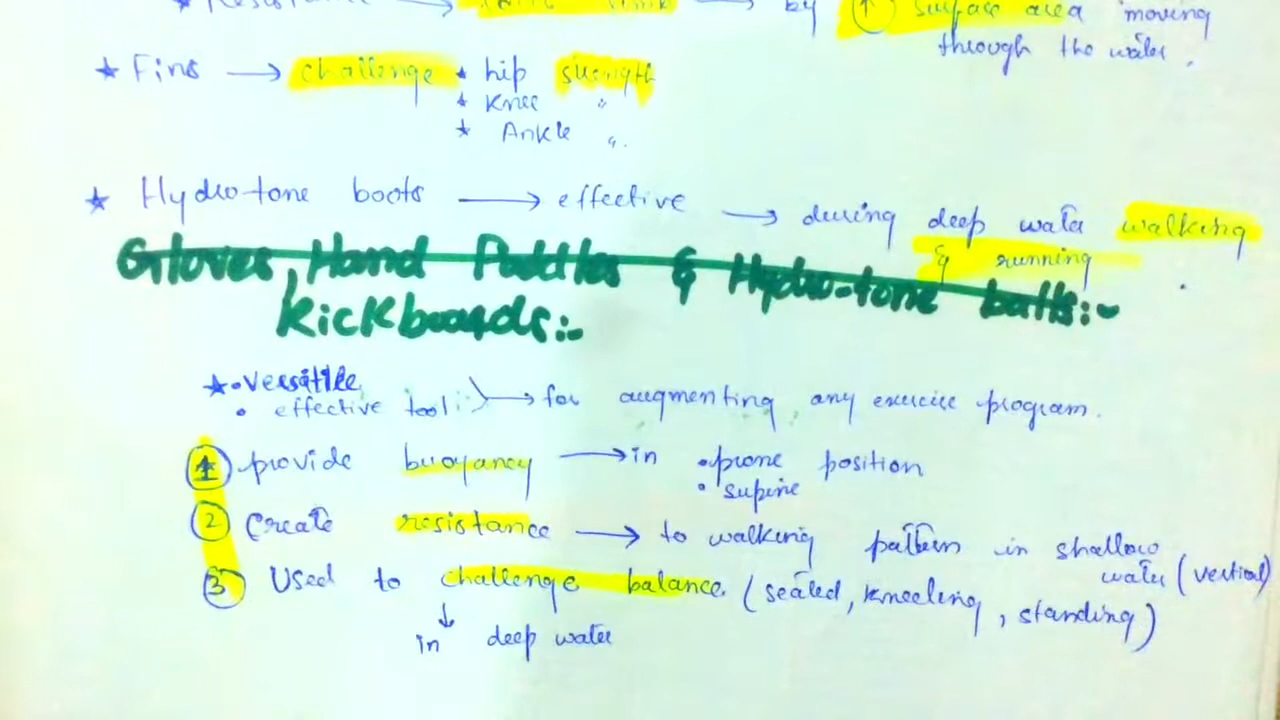 ★ Resistance → → by ↑ surface area moving
through the water.
★ Fins → challenge ★ hip strength
★ Knee "
★ Ankle ".
★ Hydro-tone boots → effective → during deep water walking
& running.
Gloves, Hand Paddles & Hydro-tone balls:-
Kickboards:-
★ • versatile
• effective tool: → for augmenting any exercise program.
1 provide buoyancy → in • prone position
• supine
2 Create resistance → to walking pattern in shallow
water (vertical)
3 Used to challenge balance. (seated, kneeling, standing)
↓
in deep water